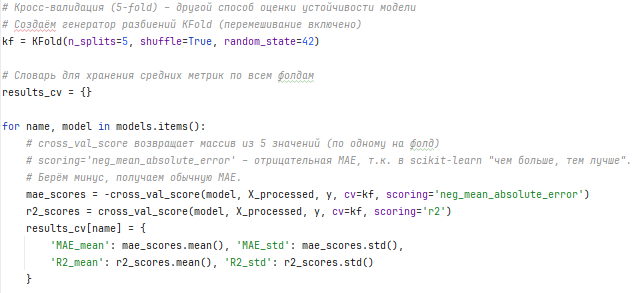 # Кросс-валидация (5-fold) – другой способ оценки устойчивости модели
# Создаём генератор разбиений KFold (перемешивание включено)
kf = KFold(n_splits=5, shuffle=True, random_state=42)
# Словарь для хранения средних метрик по всем фолдам
results_cv = {}
for name, model in models.items():
# cross_val_score возвращает массив из 5 значений (по одному на фолд)
# scoring='neg_mean_absolute_error' – отрицательная MAE, т.к. в scikit-learn "чем больше, тем лучше".
# Берём минус, получаем обычную MAE.
mae_scores = -cross_val_score(model, X_processed, y, cv=kf, scoring='neg_mean_absolute_error')
r2_scores = cross_val_score(model, X_processed, y, cv=kf, scoring='r2')
results_cv[name] = {
'MAE_mean': mae_scores.mean(), 'MAE_std': mae_scores.std(),
'R2_mean': r2_scores.mean(), 'R2_std': r2_scores.std()
}